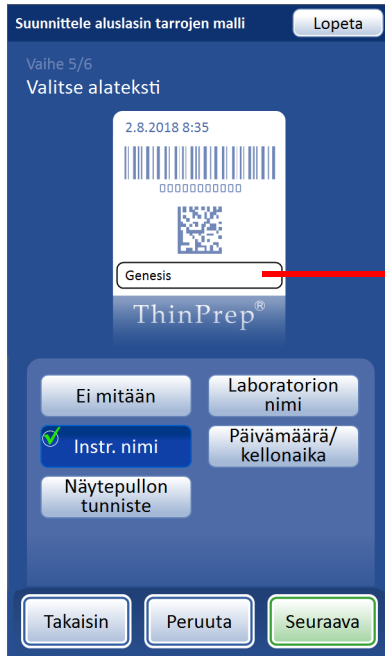 Suunnittele aluslasin tarrojen malli
Lopeta
Vaihe 5/6
Valitse alateksti
2.8.2018 8:35
00000000000
Genesis
ThinPrep®
Ei mitään
Laboratorion
nimi
Instr. nimi
Päivämäärä/
kellonaika
Näytepullon
tunniste
Takaisin
Peruuta
Seuraava